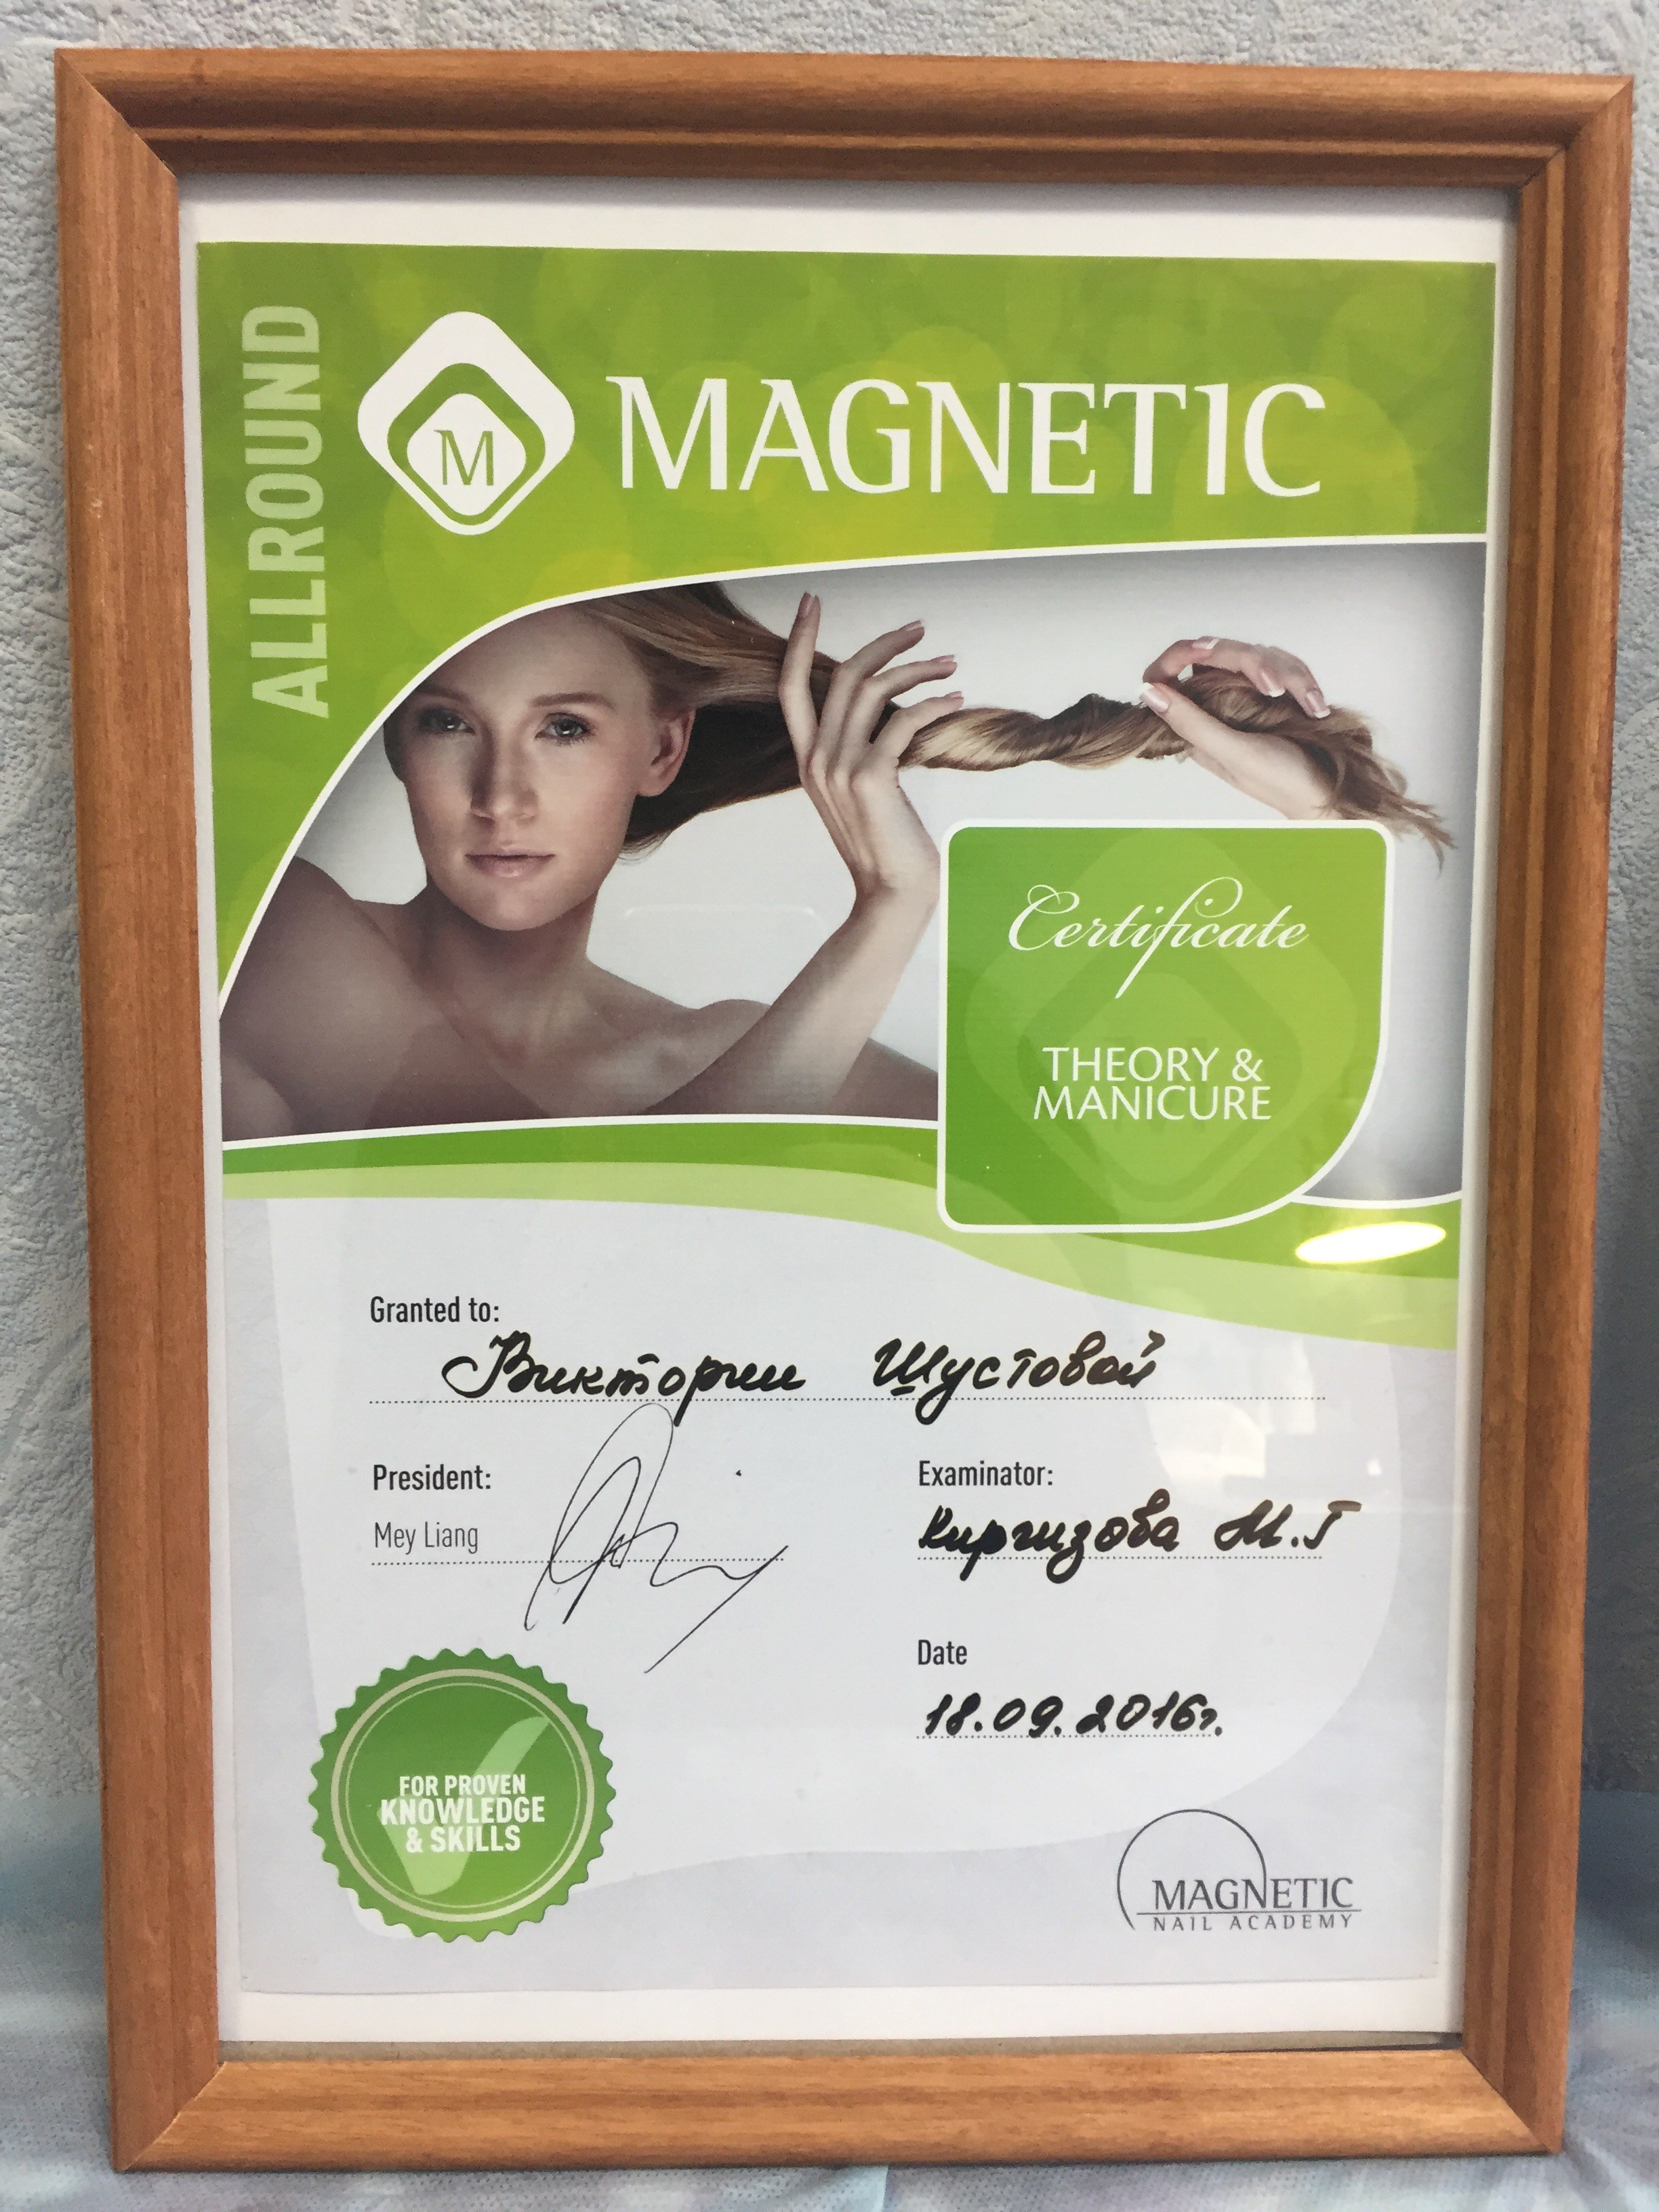 ALLROUND
M
MAGNETIC
Certificate
THEORY &
MANICURE
Granted to:
Виктории Шустовой
President:
Mey Liang
Examinator:
Киргизова М.Г
Date
18.09.2016г.
FOR PROVEN
KNOWLEDGE
& SKILLS
MAGNETIC
NAIL ACADEMY